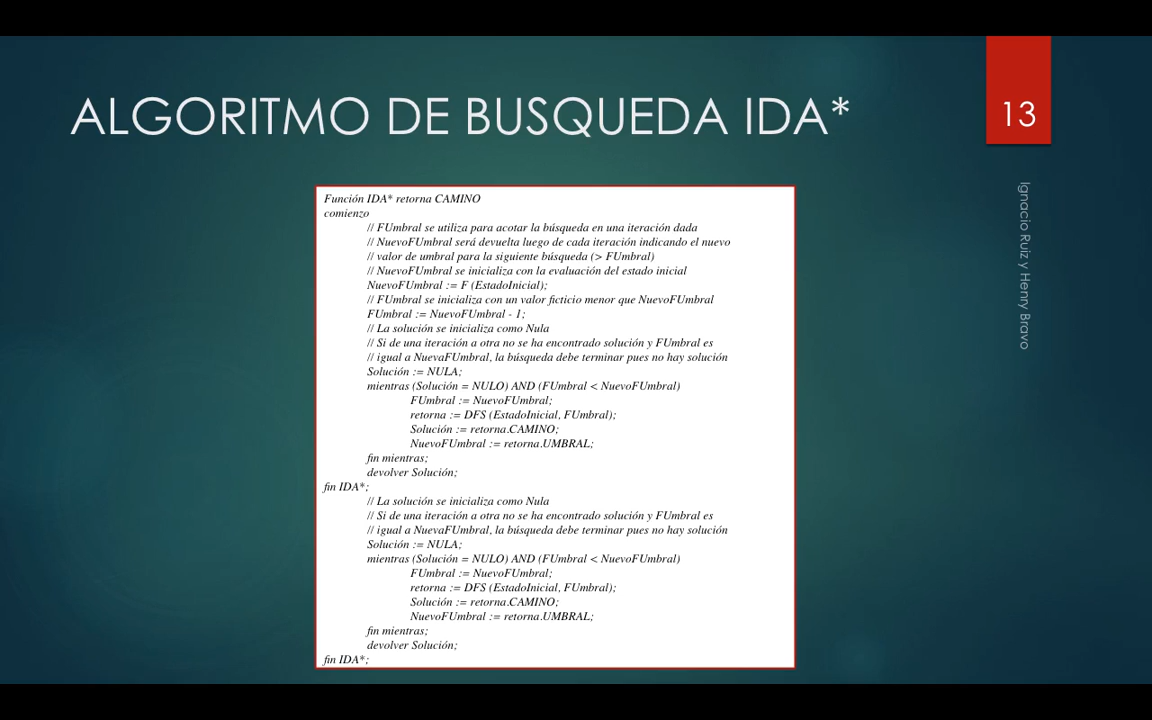 ALGORITMO DE BUSQUEDA IDA*
13
Ignacio Ruiz y Henry Bravo
Función IDA* retorna CAMINO
comienzo
// FUmbral se utiliza para acotar la búsqueda en una iteración dada
// NuevoFUmbral será devuelta luego de cada iteración indicando el nuevo
// valor de umbral para la siguiente búsqueda (> FUmbral)
// NuevoFUmbral se inicializa con la evaluación del estado inicial
NuevoFUmbral := F (EstadoInicial);
// FUmbral se inicializa con un valor ficticio menor que NuevoFUmbral
FUmbral := NuevoFUmbral - 1;
// La solución se inicializa como Nula
// Si de una iteración a otra no se ha encontrado solución y FUmbral es
// igual a NuevaFUmbral, la búsqueda debe terminar pues no hay solución
Solución := NULA;
mientras (Solución = NULO) AND (FUmbral < NuevoFUmbral)
FUmbral := NuevoFUmbral;
retorna := DFS (EstadoInicial, FUmbral);
Solución := retorna.CAMINO;
NuevoFUmbral := retorna.UMBRAL;
fin mientras;
devolver Solución;
fin IDA*;
// La solución se inicializa como Nula
// Si de una iteración a otra no se ha encontrado solución y FUmbral es
// igual a NuevaFUmbral, la búsqueda debe terminar pues no hay solución
Solución := NULA;
mientras (Solución = NULO) AND (FUmbral < NuevoFUmbral)
FUmbral := NuevoFUmbral;
retorna := DFS (EstadoInicial, FUmbral);
Solución := retorna.CAMINO;
NuevoFUmbral := retorna.UMBRAL;
fin mientras;
devolver Solución;
fin IDA*;